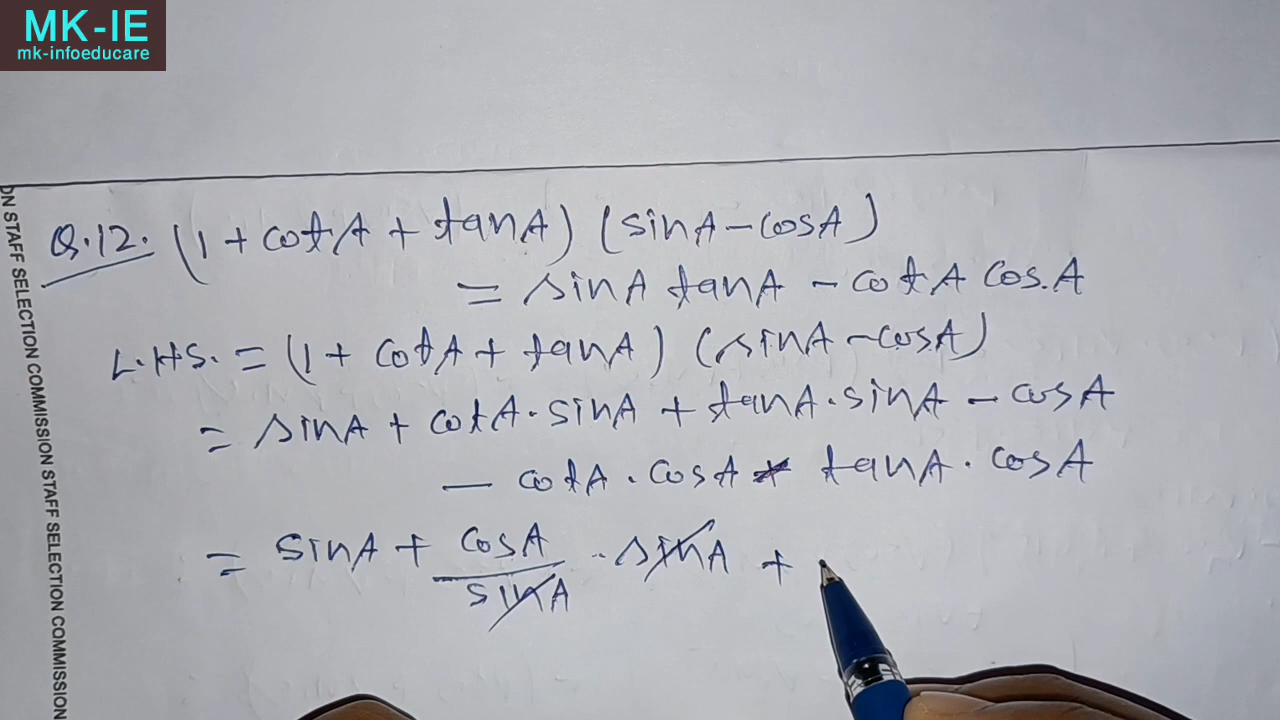 MK-IE
mk-infoeducare
ON STAFF SELECTION COMMISSION STAFF SELECTION COMMISSION
Q.12. (1 + cotA + tanA) (sinA - cosA)
= sinA tanA - cotA cos.A
L.HS. = (1 + cotA + tanA) (sinA - cosA)
= sinA + cotA · sinA + tanA · sinA - cosA
- cotA · cosA - tanA · cosA
= sinA + cosA/sinA · sinA +